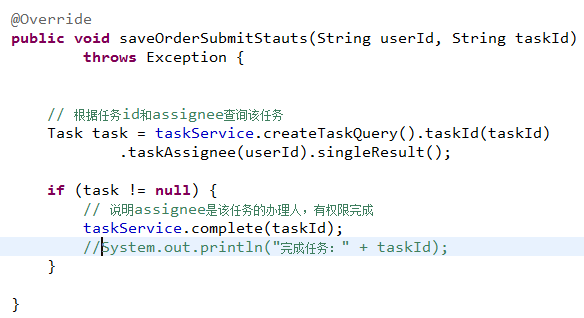 @Override
public void saveOrderSubmitStauts(String userId, String taskId)
throws Exception {
// 根据任务id和assignee查询该任务
Task task = taskService.createTaskQuery().taskId(taskId)
.taskAssignee(userId).singleResult();
if (task != null) {
// 说明assignee是该任务的办理人，有权限完成
taskService.complete(taskId);
//System.out.println("完成任务：" + taskId);
}
}